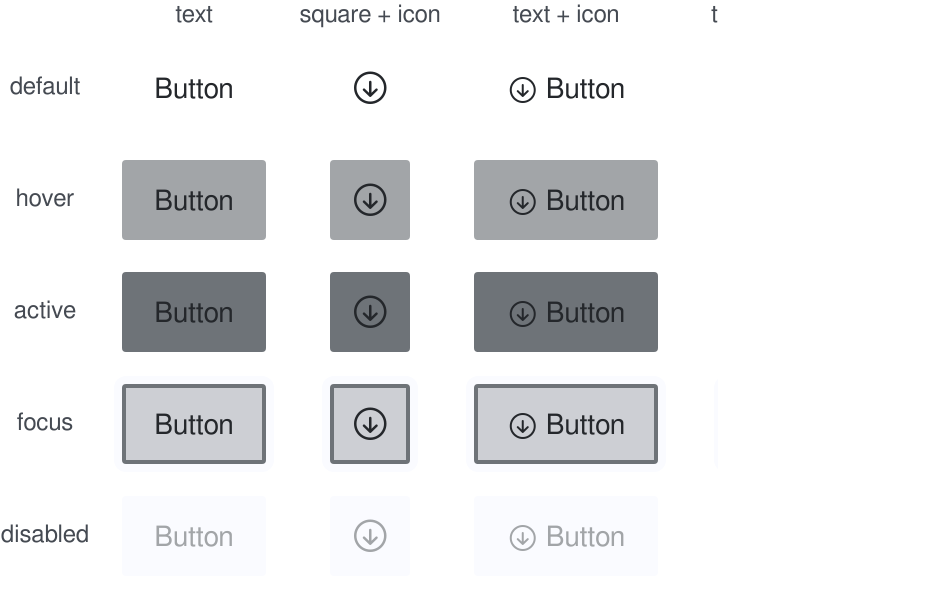 text square + icon text + icon t
default Button Button
hover Button Button
active Button Button
focus Button Button
disabled Button Button